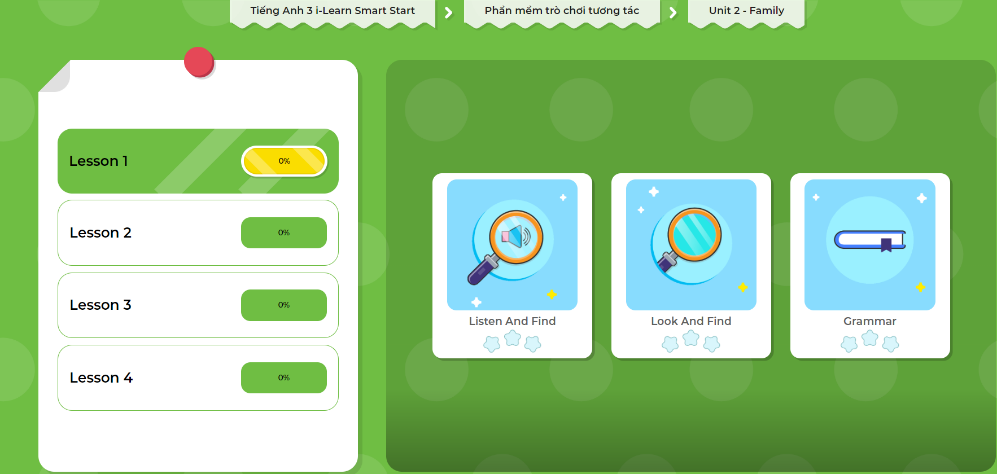 Tiếng Anh 3 i-Learn Smart Start
Phần mềm trò chơi tương tác
Unit 2 - Family
Lesson 1
0%
Lesson 2
0%
Lesson 3
0%
Lesson 4
0%
Listen And Find
Look And Find
Grammar